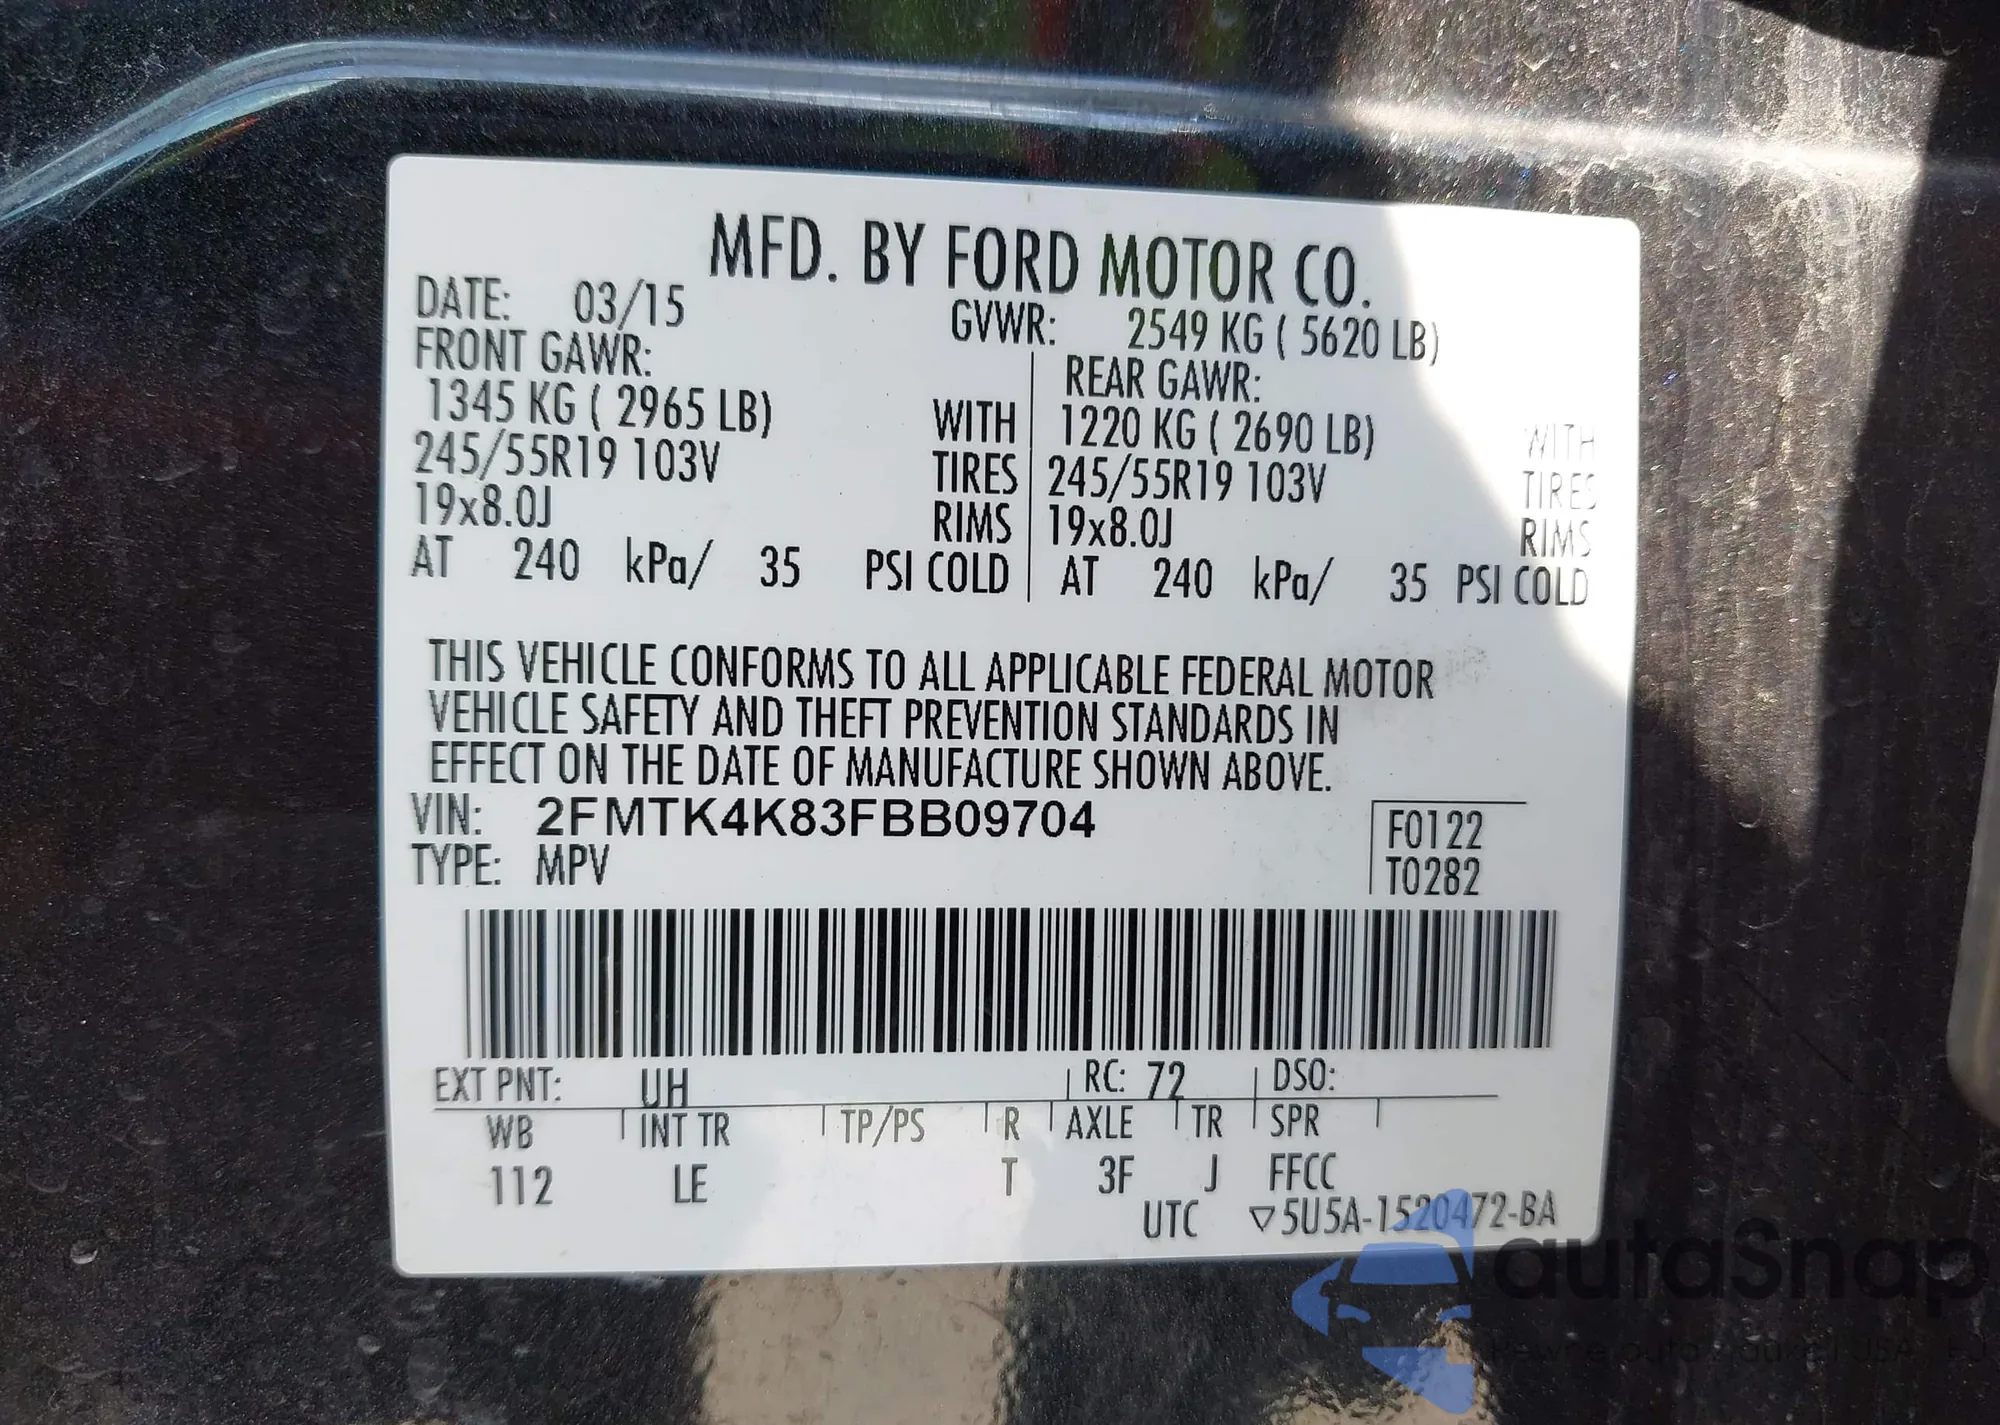 MFD. BY FORD MOTOR CO.
DATE: 03/15 GVWR: 2549 KG ( 5620 LB)
FRONT GAWR: REAR GAWR:
1345 KG ( 2965 LB) WITH 1220 KG ( 2690 LB) WITH
245/55R19 103V TIRES 245/55R19 103V TIRES
19x8.0J RIMS 19x8.0J RIMS
AT 240 kPa/ 35 PSI COLD AT 240 kPa/ 35 PSI COLD
THIS VEHICLE CONFORMS TO ALL APPLICABLE FEDERAL MOTOR
VEHICLE SAFETY AND THEFT PREVENTION STANDARDS IN
EFFECT ON THE DATE OF MANUFACTURE SHOWN ABOVE.
VIN: 2FMTK4K83FBB09704 F0122
TYPE: MPV T0282
EXT PNT: UH RC: 72 DSO:
WB INT TR TP/PS R AXLE TR SPR
112 LE T 3F J FFCC
UTC ▽5U5A-1520472-BA
autaSnap